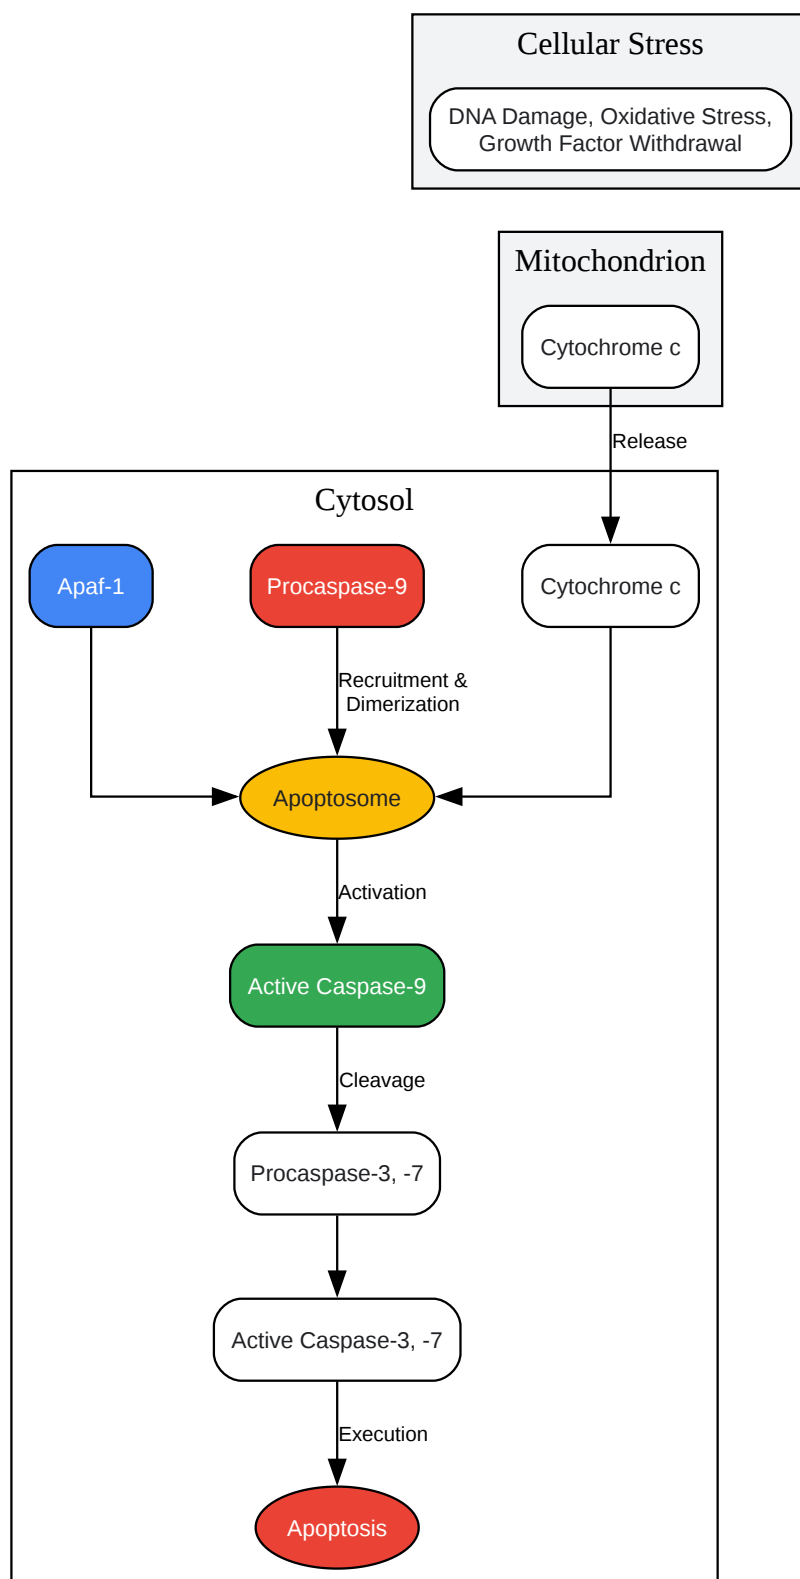 Cellular Stress
DNA Damage, Oxidative Stress,
Growth Factor Withdrawal
Mitochondrion
Cytochrome c
Release
Cytosol
Apaf-1
Procaspase-9
Cytochrome c
Recruitment &
Dimerization
Apoptosome
Activation
Active Caspase-9
Cleavage
Procaspase-3, -7
Active Caspase-3, -7
Execution
Apoptosis